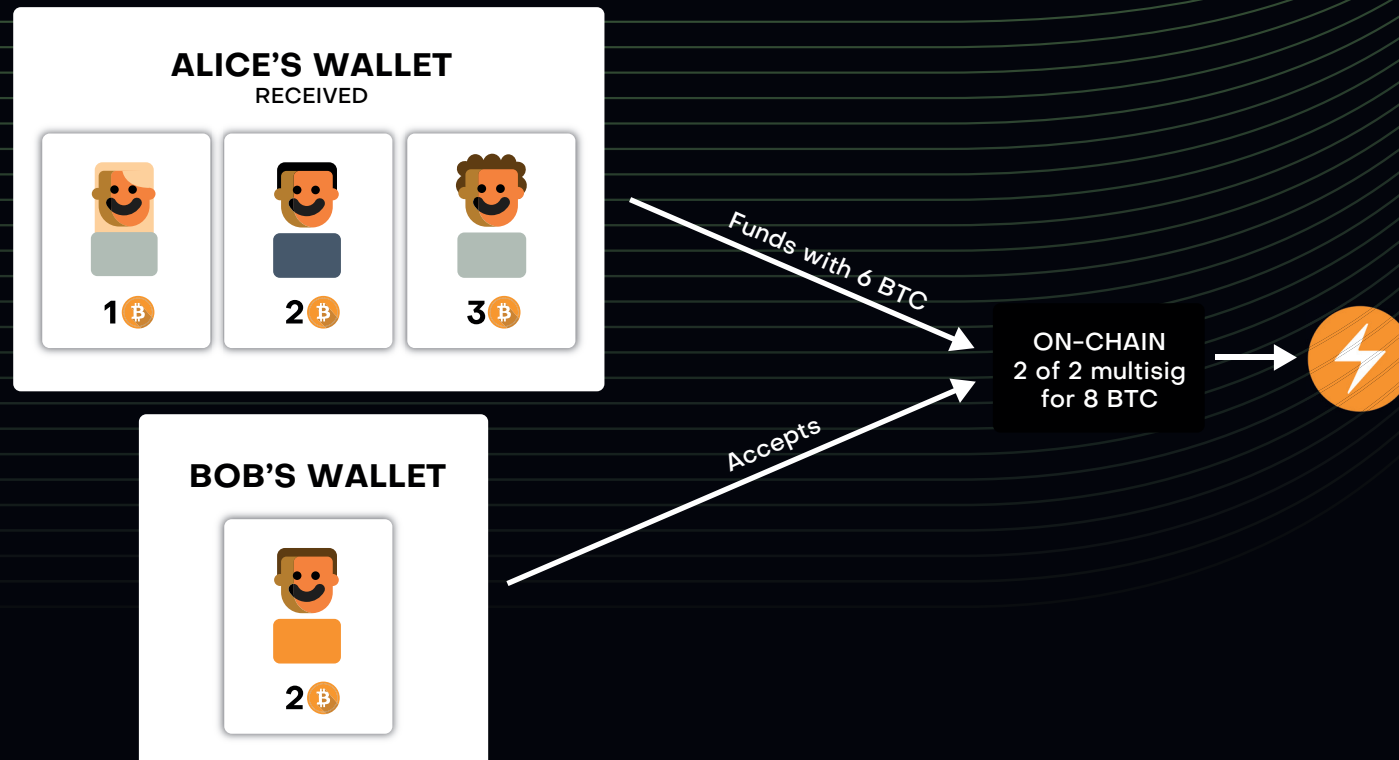 ALICE’S WALLET
RECEIVED
1
2
3
Funds with 6 BTC
ON-CHAIN
2 of 2 multisig
for 8 BTC
Accepts
BOB’S WALLET
2